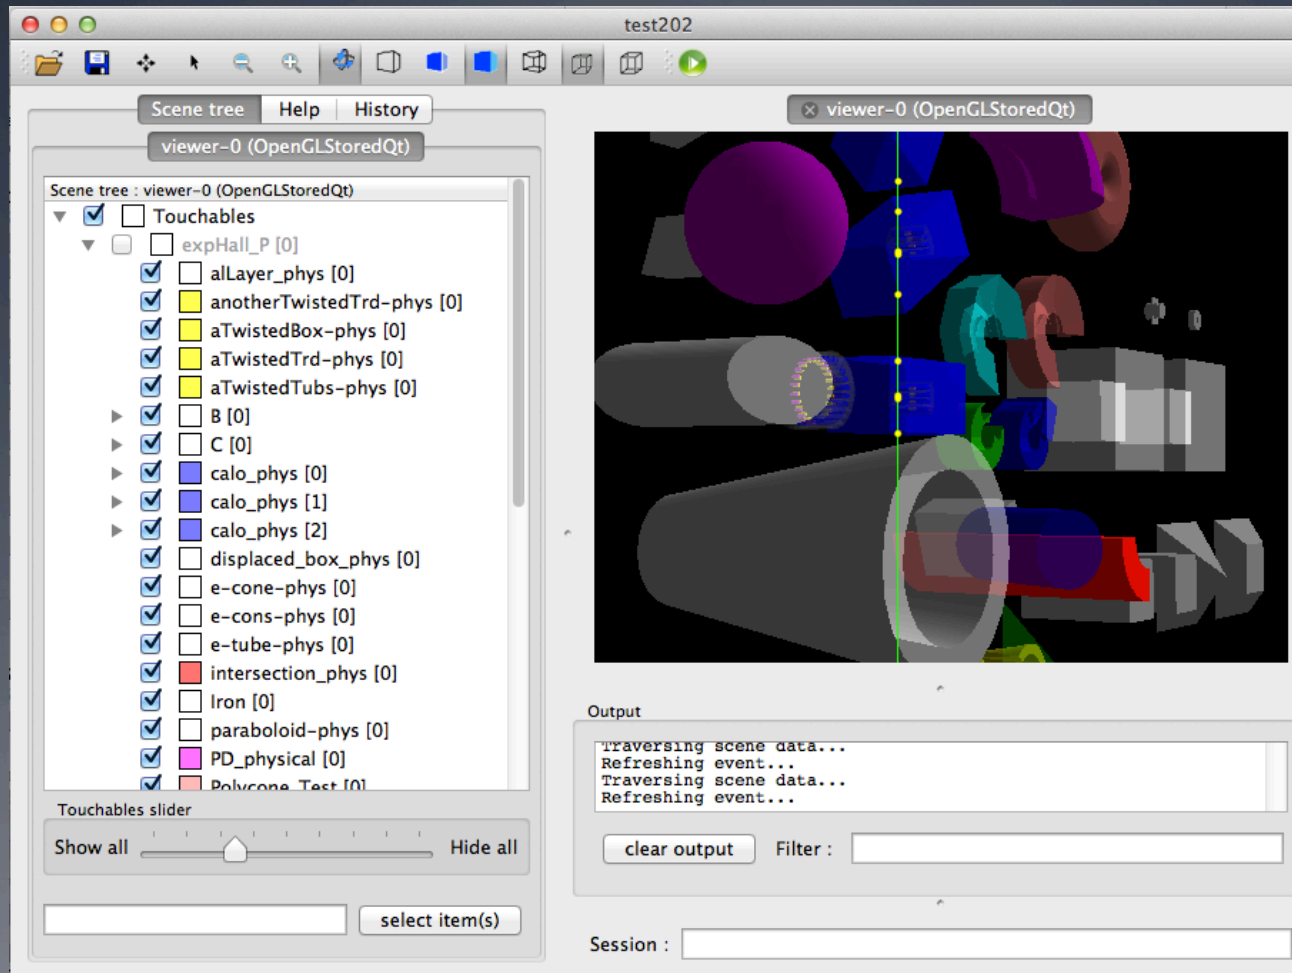 test202
Scene tree
Help
History
viewer-0 (OpenGLStoredQt)
Scene tree : viewer-0 (OpenGLStoredQt)
Touchables
expHall_P [0]
alLayer_phys [0]
anotherTwistedTrd-phys [0]
aTwistedBox-phys [0]
aTwistedTrd-phys [0]
aTwistedTubs-phys [0]
B [0]
C [0]
calo_phys [0]
calo_phys [1]
calo_phys [2]
displaced_box_phys [0]
e-cone-phys [0]
e-cons-phys [0]
e-tube-phys [0]
intersection_phys [0]
Iron [0]
paraboloid-phys [0]
PD_physical [0]
Polycone_Test [0]
Touchables slider
Show all
Hide all
select item(s)
viewer-0 (OpenGLStoredQt)
Output
Traversing scene data...
Refreshing event...
Traversing scene data...
Refreshing event...
clear output
Filter :
Session :